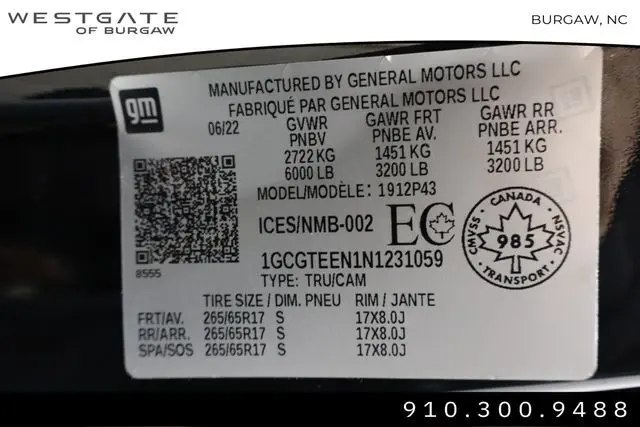 WESTGATE
OF BURGAW
BURGAW, NC
gm
MANUFACTURED BY GENERAL MOTORS LLC
FABRIQUÉ PAR GENERAL MOTORS LLC
06/22 GVWR GAWR FRT GAWR RR
PNBV PNBE AV. PNBE ARR.
2722 KG 1451 KG 1451 KG
6000 LB 3200 LB 3200 LB
MODEL/MODÈLE: 1912P43
ICES/NMB-002 EC
CANADA
CMVSS 985 NSVAC
TRANSPORT
1GCGTEEN1N1231059
8555
TYPE: TRU/CAM
TIRE SIZE / DIM. PNEU RIM / JANTE
FRT/AV. 265/65R17 S 17X8.0J
RR/ARR. 265/65R17 S 17X8.0J
SPA/SOS 265/65R17 S 17X8.0J
910.300.9488